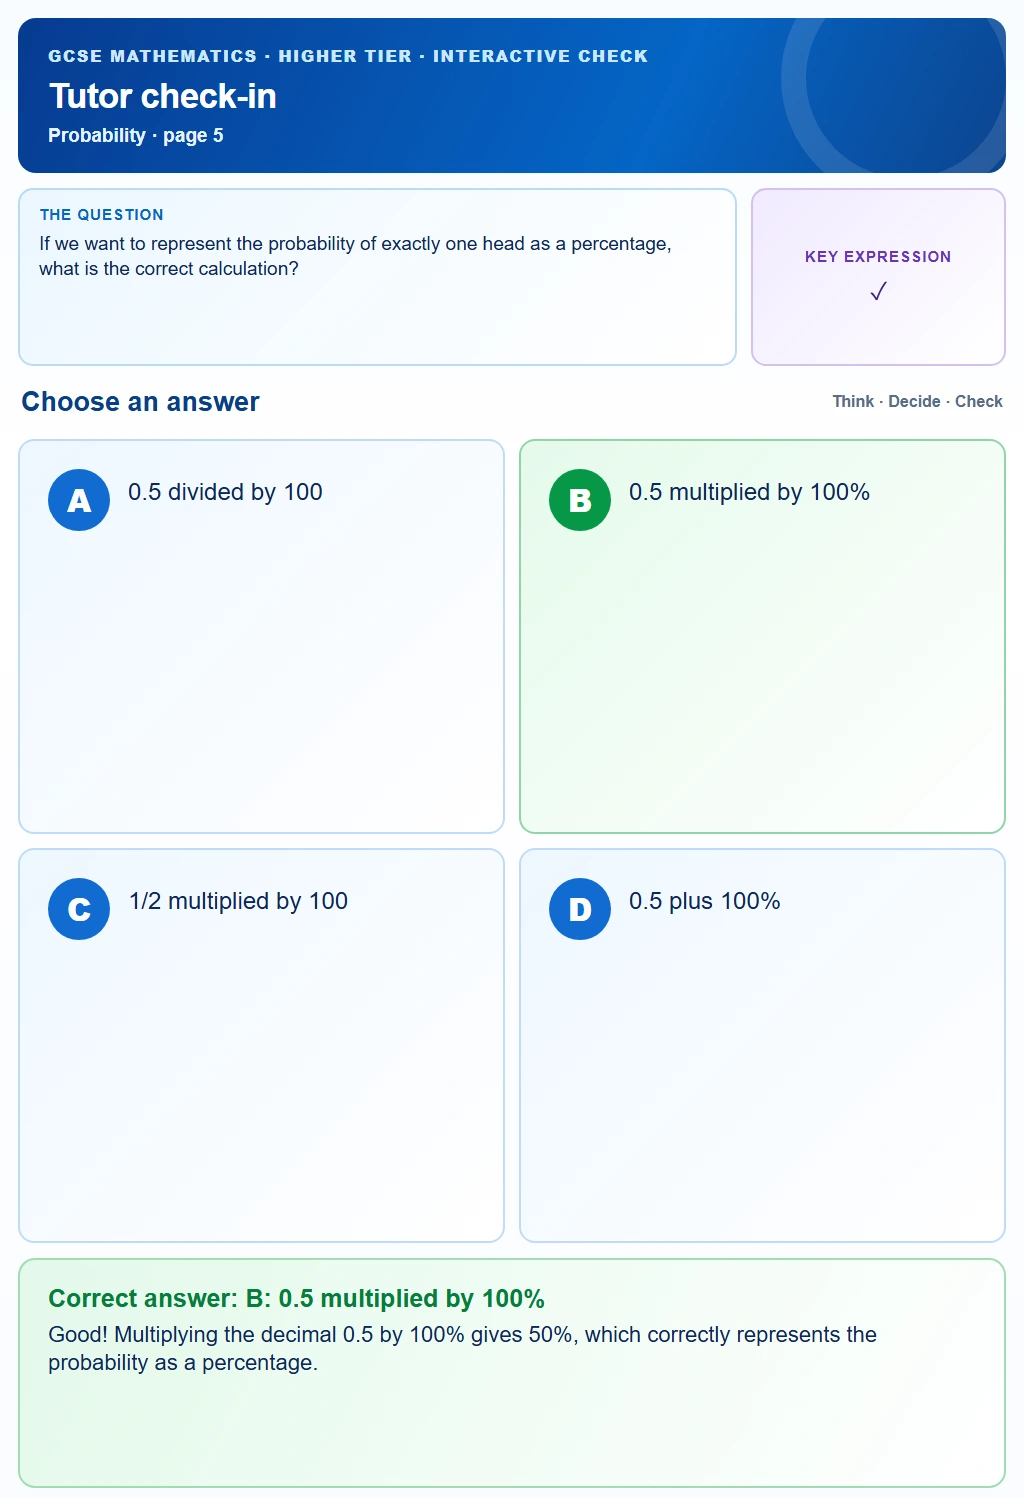 GCSE MATHEMATICS · HIGHER TIER · INTERACTIVE CHECK
Tutor check-in
Probability · page 5
THE QUESTION
If we want to represent the probability of exactly one head as a percentage,
what is the correct calculation?
KEY EXPRESSION
✓
Choose an answer
Think · Decide · Check
A
0.5 divided by 100
B
0.5 multiplied by 100%
C
1/2 multiplied by 100
D
0.5 plus 100%
Correct answer: B: 0.5 multiplied by 100%
Good! Multiplying the decimal 0.5 by 100% gives 50%, which correctly represents the
probability as a percentage.